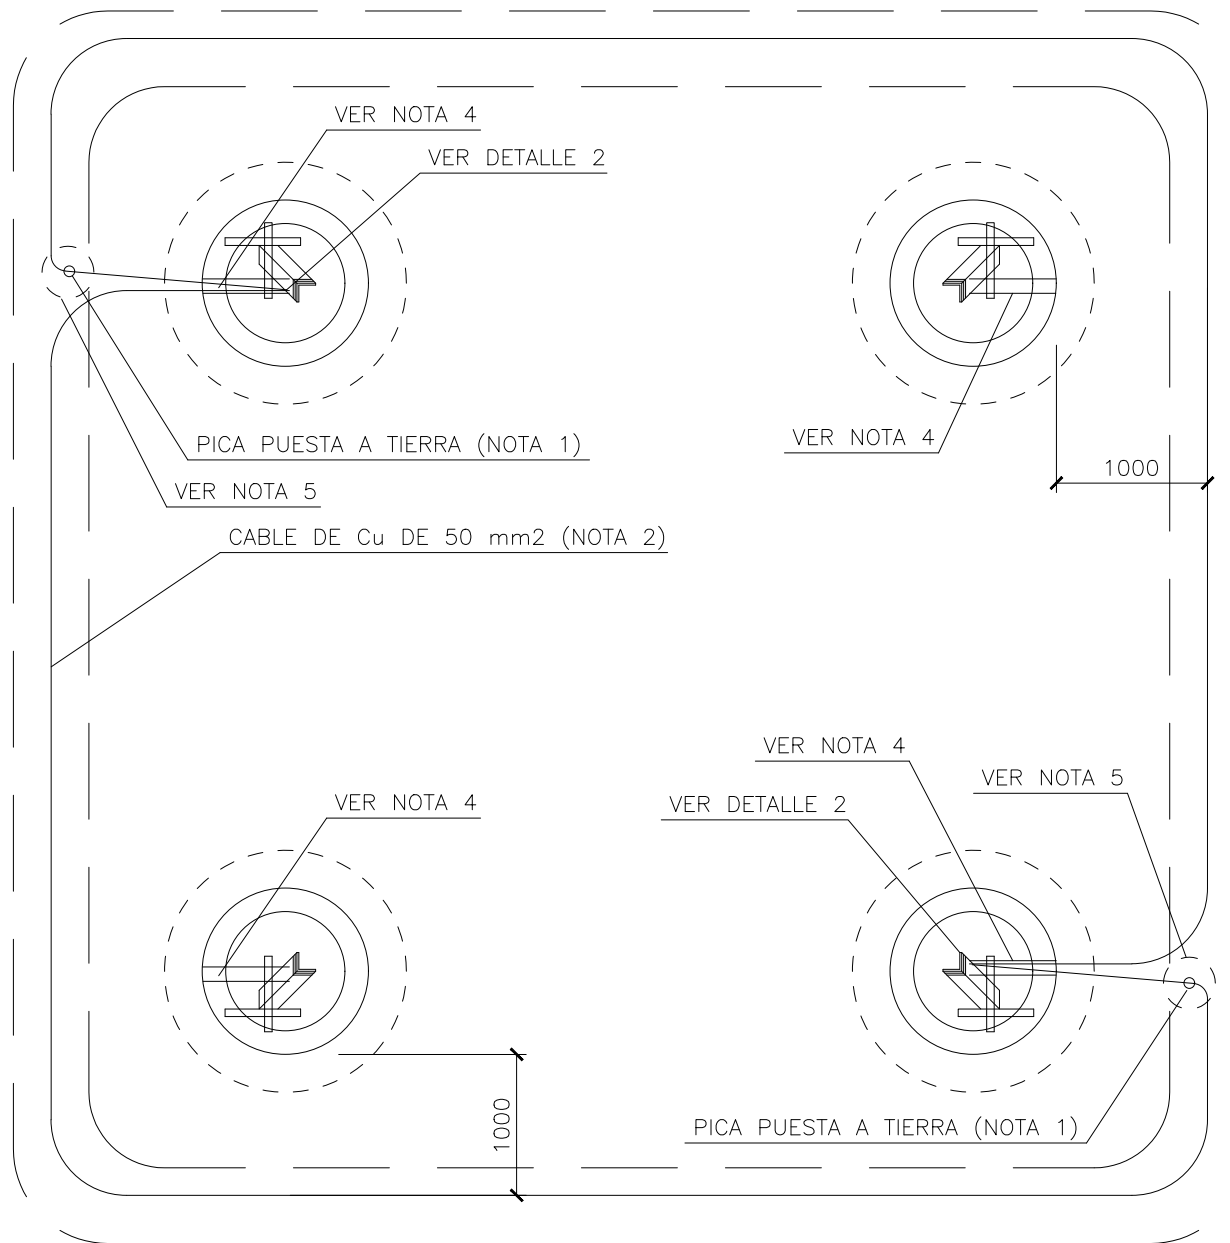 VER NOTA 4
VER DETALLE 2
PICA PUESTA A TIERRA (NOTA 1)
VER NOTA 4
1000
VER NOTA 5
CABLE DE Cu DE 50 mm2 (NOTA 2)
VER NOTA 4
VER NOTA 5
VER NOTA 4
VER DETALLE 2
1000
PICA PUESTA A TIERRA (NOTA 1)